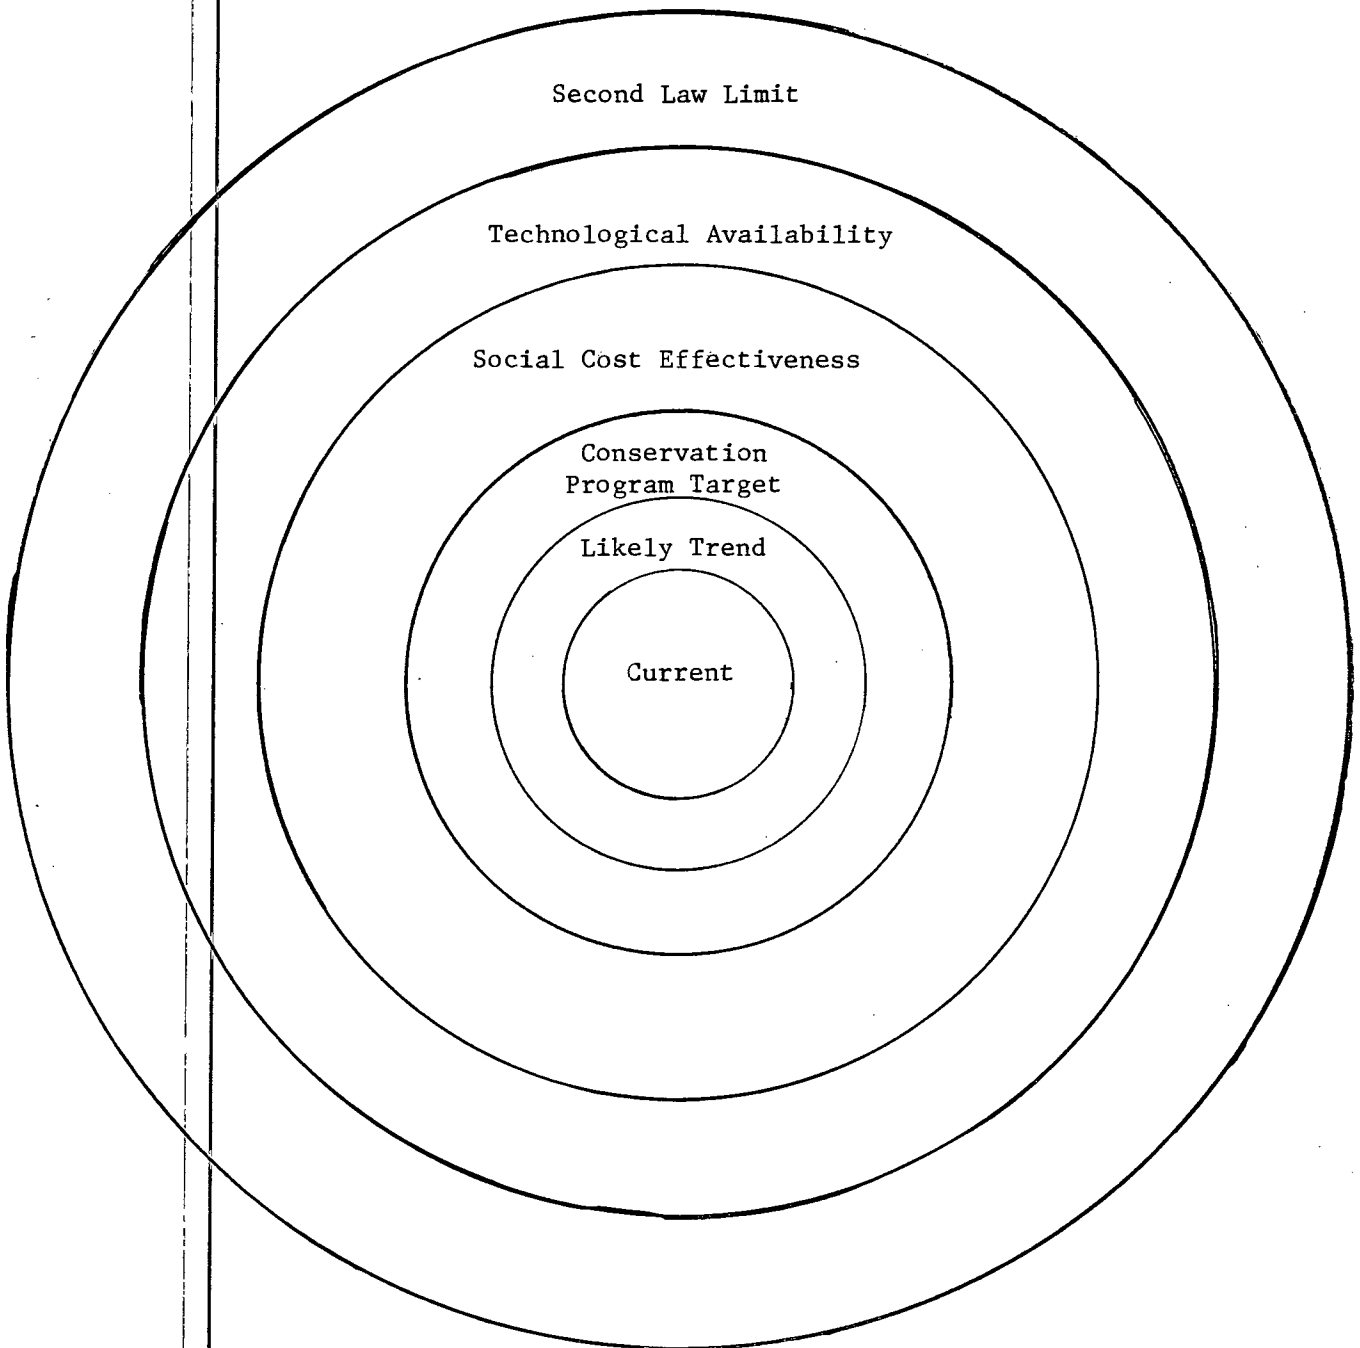 Second Law Limit
Technological Availability
Social Cost Effectiveness
Conservation
Program Target
Likely Trend
Current